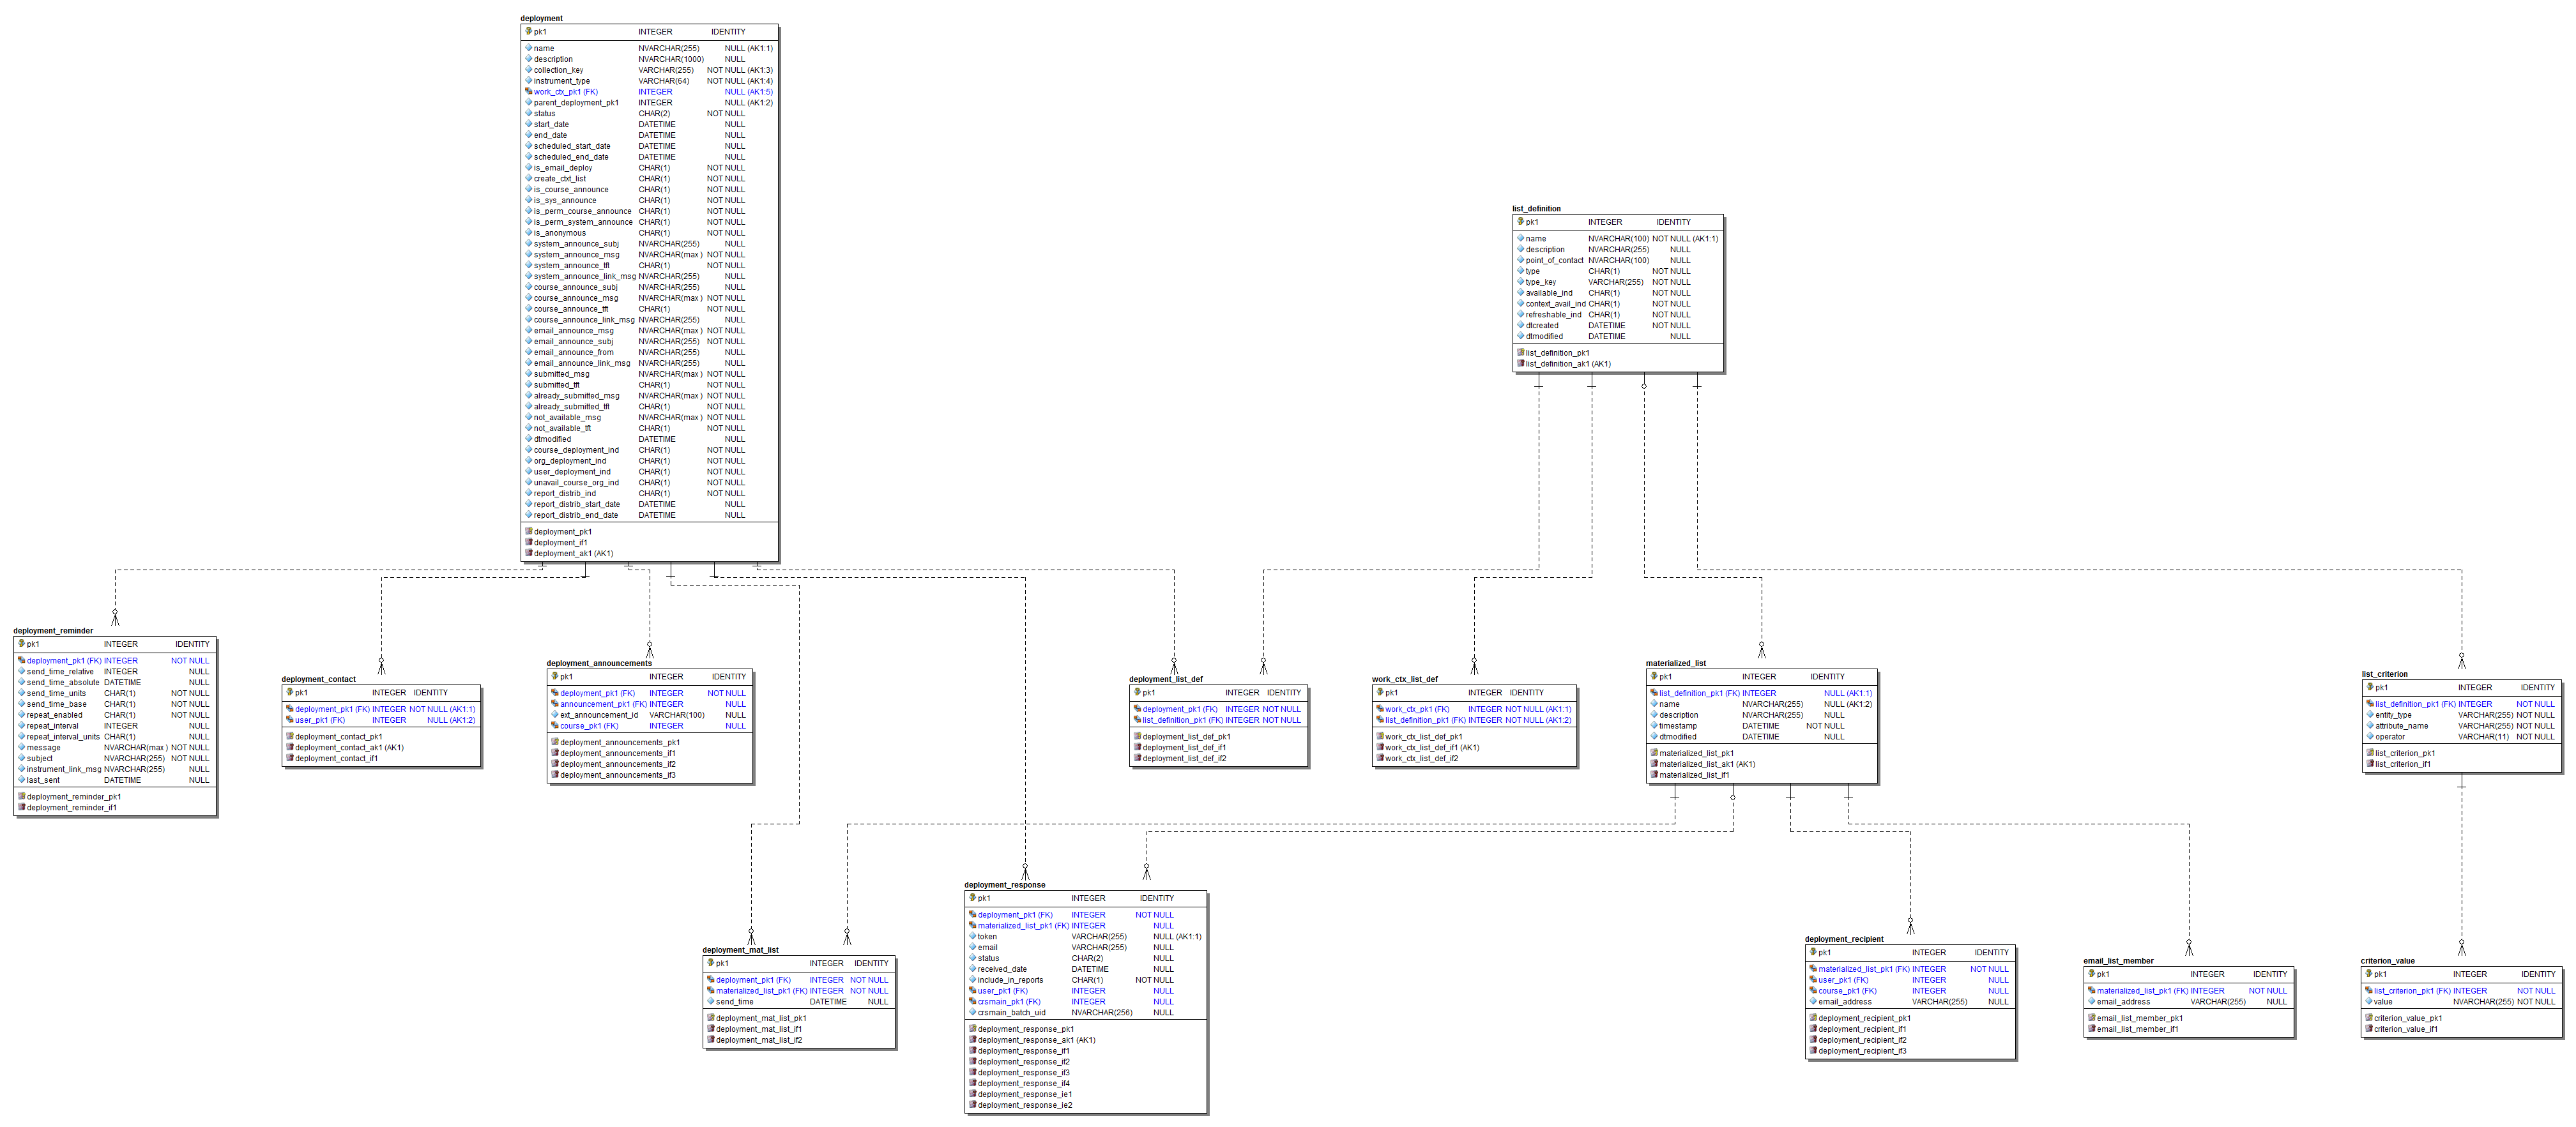 deployment
pk1 INTEGER IDENTITY
name NVARCHAR(255) NULL (AK1:1)
description NVARCHAR(1000) NULL
collection_key VARCHAR(255) NOT NULL (AK1:3)
instrument_type VARCHAR(64) NOT NULL (AK1:4)
work_ctx_pk1 (FK) INTEGER NULL (AK1:5)
parent_deployment_pk1 INTEGER NULL (AK1:2)
status CHAR(2) NOT NULL
start_date DATETIME NULL
end_date DATETIME NULL
scheduled_start_date DATETIME NULL
scheduled_end_date DATETIME NULL
is_email_deploy CHAR(1) NOT NULL
create_ctxt_list CHAR(1) NOT NULL
is_course_announce CHAR(1) NOT NULL
is_sys_announce CHAR(1) NOT NULL
is_perm_course_announce CHAR(1) NOT NULL
is_perm_system_announce CHAR(1) NOT NULL
is_anonymous CHAR(1) NOT NULL
system_announce_subj NVARCHAR(255) NULL
system_announce_msg NVARCHAR(max ) NOT NULL
system_announce_tft CHAR(1) NOT NULL
system_announce_link_msg NVARCHAR(255) NULL
course_announce_subj NVARCHAR(255) NULL
course_announce_msg NVARCHAR(max ) NOT NULL
course_announce_tft CHAR(1) NOT NULL
course_announce_link_msg NVARCHAR(255) NULL
email_announce_msg NVARCHAR(max ) NOT NULL
email_announce_subj NVARCHAR(255) NOT NULL
email_announce_from NVARCHAR(255) NULL
email_announce_link_msg NVARCHAR(255) NULL
submitted_msg NVARCHAR(max ) NOT NULL
submitted_tft CHAR(1) NOT NULL
already_submitted_msg NVARCHAR(max ) NOT NULL
already_submitted_tft CHAR(1) NOT NULL
not_available_msg NVARCHAR(max ) NOT NULL
not_available_tft CHAR(1) NOT NULL
dtmodified DATETIME NULL
course_deployment_ind CHAR(1) NOT NULL
org_deployment_ind CHAR(1) NOT NULL
user_deployment_ind CHAR(1) NOT NULL
unavail_course_org_ind CHAR(1) NOT NULL
report_distrib_ind CHAR(1) NOT NULL
report_distrib_start_date DATETIME NULL
report_distrib_end_date DATETIME NULL
deployment_pk1
deployment_if1
deployment_ak1 (AK1)
list_definition
pk1 INTEGER IDENTITY
name NVARCHAR(100) NOT NULL (AK1:1)
description NVARCHAR(255) NULL
point_of_contact NVARCHAR(100) NULL
type CHAR(1) NOT NULL
type_key VARCHAR(255) NOT NULL
available_ind CHAR(1) NOT NULL
context_avail_ind CHAR(1) NOT NULL
refreshable_ind CHAR(1) NOT NULL
dtcreated DATETIME NOT NULL
dtmodified DATETIME NULL
list_definition_pk1
list_definition_ak1 (AK1)
deployment_reminder
pk1 INTEGER IDENTITY
deployment_pk1 (FK) INTEGER NOT NULL
send_time_relative INTEGER NULL
send_time_absolute DATETIME NULL
send_time_units CHAR(1) NOT NULL
send_time_base CHAR(1) NOT NULL
repeat_enabled CHAR(1) NOT NULL
repeat_interval INTEGER NULL
repeat_interval_units CHAR(1) NULL
message NVARCHAR(max ) NOT NULL
subject NVARCHAR(255) NOT NULL
instrument_link_msg NVARCHAR(255) NULL
last_sent DATETIME NULL
deployment_reminder_pk1
deployment_reminder_if1
deployment_contact
pk1 INTEGER IDENTITY
deployment_pk1 (FK) INTEGER NOT NULL (AK1:1)
user_pk1 (FK) INTEGER NULL (AK1:2)
deployment_contact_pk1
deployment_contact_ak1 (AK1)
deployment_contact_if1
deployment_announcements
pk1 INTEGER IDENTITY
deployment_pk1 (FK) INTEGER NOT NULL
announcement_pk1 (FK) INTEGER NULL
ext_announcement_id VARCHAR(100) NULL
course_pk1 (FK) INTEGER NULL
deployment_announcements_pk1
deployment_announcements_if1
deployment_announcements_if2
deployment_announcements_if3
deployment_list_def
pk1 INTEGER IDENTITY
deployment_pk1 (FK) INTEGER NOT NULL
list_definition_pk1 (FK) INTEGER NOT NULL
deployment_list_def_pk1
deployment_list_def_if1
deployment_list_def_if2
work_ctx_list_def
pk1 INTEGER IDENTITY
work_ctx_pk1 (FK) INTEGER NOT NULL (AK1:1)
list_definition_pk1 (FK) INTEGER NOT NULL (AK1:2)
work_ctx_list_def_pk1
work_ctx_list_def_if1 (AK1)
work_ctx_list_def_if2
materialized_list
pk1 INTEGER IDENTITY
list_definition_pk1 (FK) INTEGER NULL (AK1:1)
name NVARCHAR(255) NULL (AK1:2)
description NVARCHAR(255) NULL
timestamp DATETIME NOT NULL
dtmodified DATETIME NULL
materialized_list_pk1
materialized_list_ak1 (AK1)
materialized_list_if1
list_criterion
pk1 INTEGER IDENTITY
list_definition_pk1 (FK) INTEGER NOT NULL
entity_type VARCHAR(255) NOT NULL
attribute_name VARCHAR(255) NOT NULL
operator VARCHAR(11) NOT NULL
list_criterion_pk1
list_criterion_if1
deployment_mat_list
pk1 INTEGER IDENTITY
deployment_pk1 (FK) INTEGER NOT NULL
materialized_list_pk1 (FK) INTEGER NOT NULL
send_time DATETIME NULL
deployment_mat_list_pk1
deployment_mat_list_if1
deployment_mat_list_if2
deployment_response
pk1 INTEGER IDENTITY
deployment_pk1 (FK) INTEGER NOT NULL
materialized_list_pk1 (FK) INTEGER NULL
token VARCHAR(255) NULL (AK1:1)
email VARCHAR(255) NULL
status CHAR(2) NULL
received_date DATETIME NULL
include_in_reports CHAR(1) NOT NULL
user_pk1 (FK) INTEGER NULL
crsmain_pk1 (FK) INTEGER NULL
crsmain_batch_uid NVARCHAR(256) NULL
deployment_response_pk1
deployment_response_ak1 (AK1)
deployment_response_if1
deployment_response_if2
deployment_response_if3
deployment_response_if4
deployment_response_ie1
deployment_response_ie2
deployment_recipient
pk1 INTEGER IDENTITY
materialized_list_pk1 (FK) INTEGER NOT NULL
user_pk1 (FK) INTEGER NULL
course_pk1 (FK) INTEGER NULL
email_address VARCHAR(255) NULL
deployment_recipient_pk1
deployment_recipient_if1
deployment_recipient_if2
deployment_recipient_if3
email_list_member
pk1 INTEGER IDENTITY
materialized_list_pk1 (FK) INTEGER NOT NULL
email_address VARCHAR(255) NULL
email_list_member_pk1
email_list_member_if1
criterion_value
pk1 INTEGER IDENTITY
list_criterion_pk1 (FK) INTEGER NOT NULL
value NVARCHAR(255) NOT NULL
criterion_value_pk1
criterion_value_if1